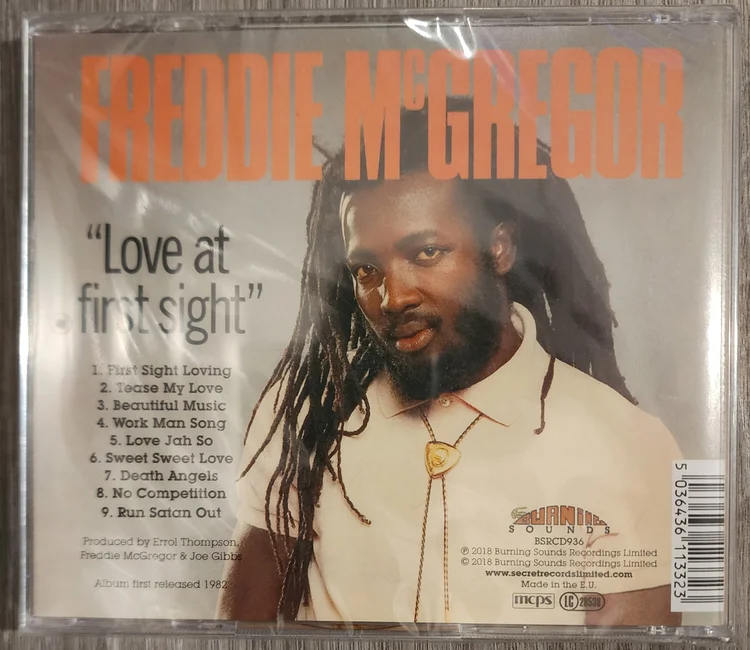 FREDDIE McGREGOR
“Love at
first sight”
1. First Sight Loving
2. Tease My Love
3. Beautiful Music
4. Work Man Song
5. Love Jah So
6. Sweet Sweet Love
7. Death Angels
8. No Competition
9. Run Satan Out
Produced by Errol Thompson,
Freddie McGregor & Joe Gibbs
Album first released 1982
BURNING
SOUNDS
BSRCD936
℗ 2018 Burning Sounds Recordings Limited
© 2018 Burning Sounds Recordings Limited
www.secretrecordslimited.com
Made in the E.U.
mcps LC 28538
5 036436 113323